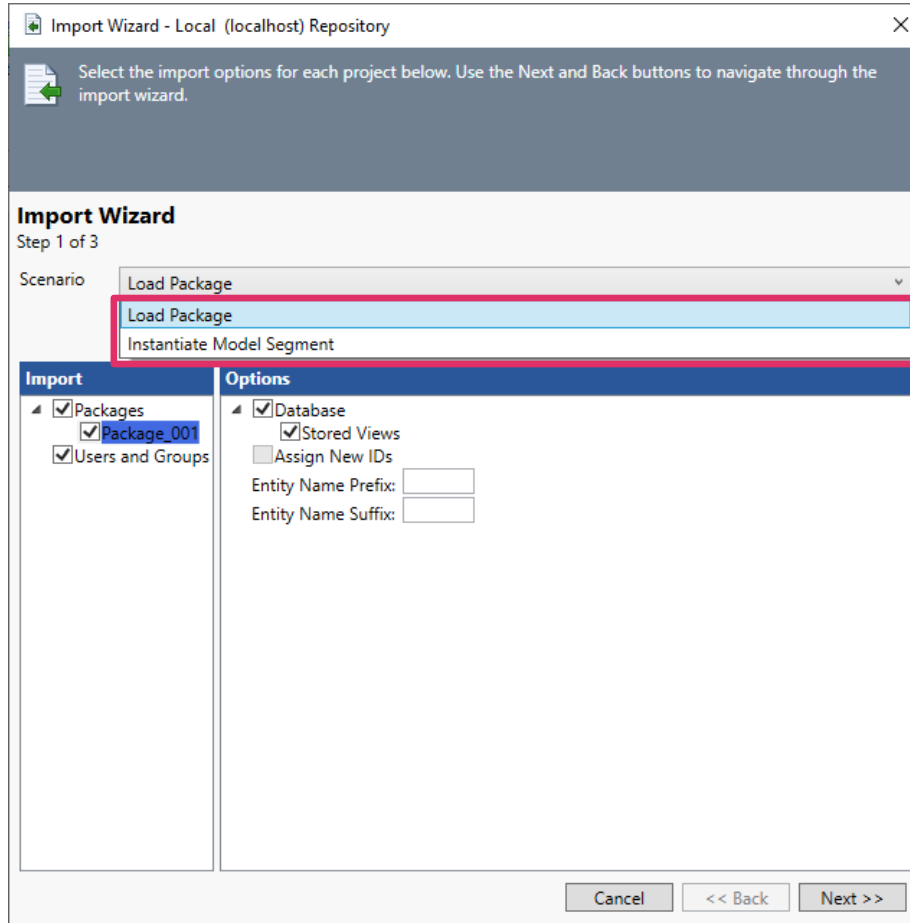 Import Wizard - Local (localhost) Repository
Select the import options for each project below. Use the Next and Back buttons to navigate through the
import wizard.
Import Wizard
Step 1 of 3
Scenario
Load Package
Load Package
Instantiate Model Segment
Import
Options
Packages
Package_001
Users and Groups
Database
Stored Views
Assign New IDs
Entity Name Prefix:
Entity Name Suffix:
Cancel
<< Back
Next >>